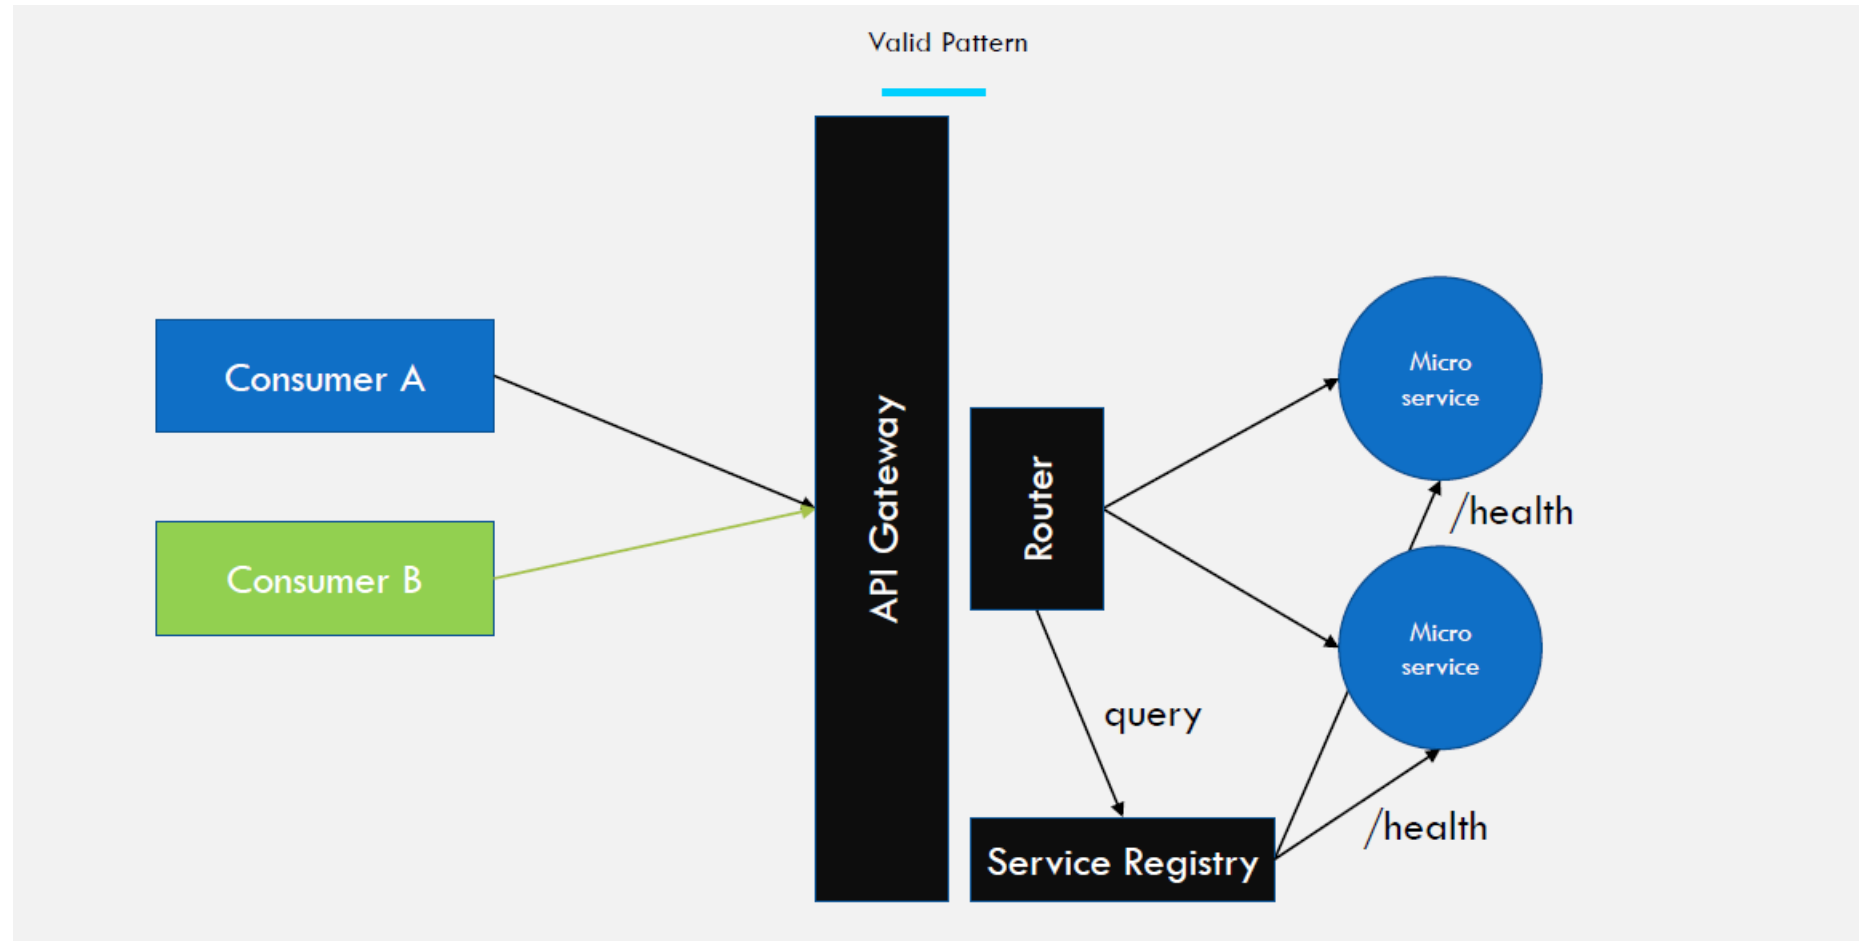 Valid Pattern
Consumer A
Consumer B
API Gateway
Router
query
Service Registry
Micro
service
/health
Micro
service
/health